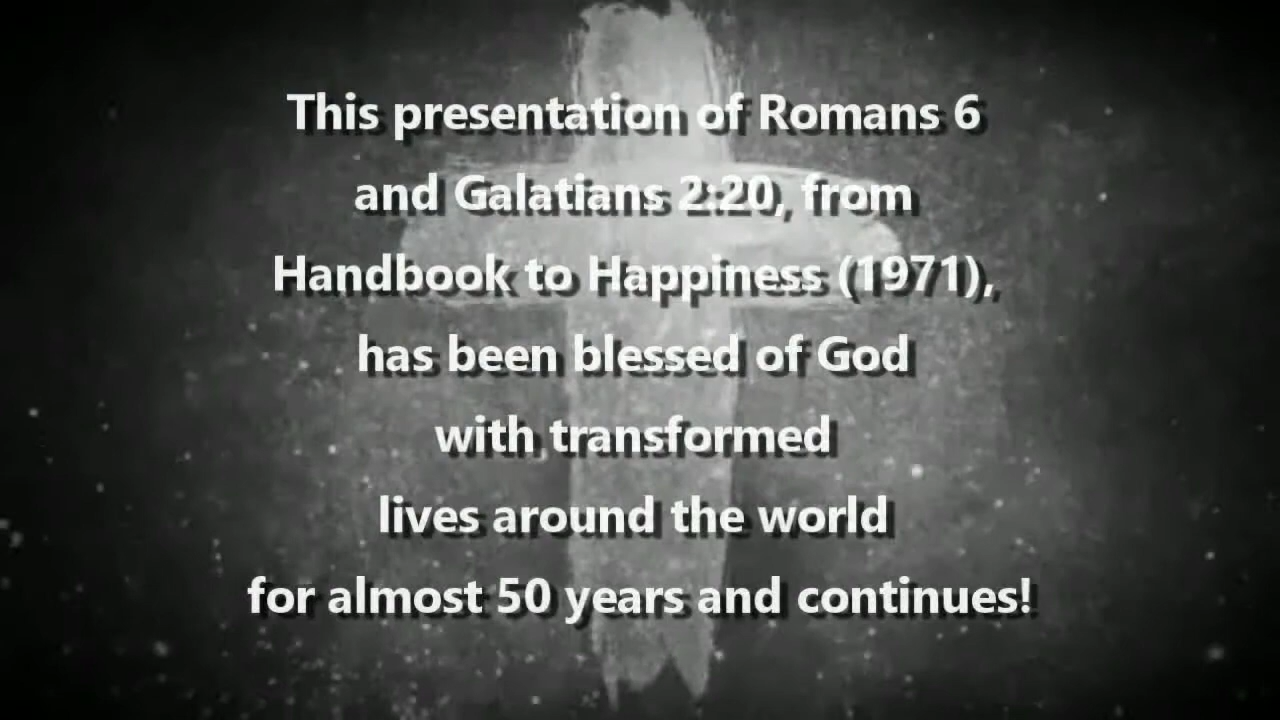 This presentation of Romans 6
and Galatians 2:20, from
Handbook to Happiness (1971),
has been blessed of God
with transformed
lives around the world
for almost 50 years and continues!